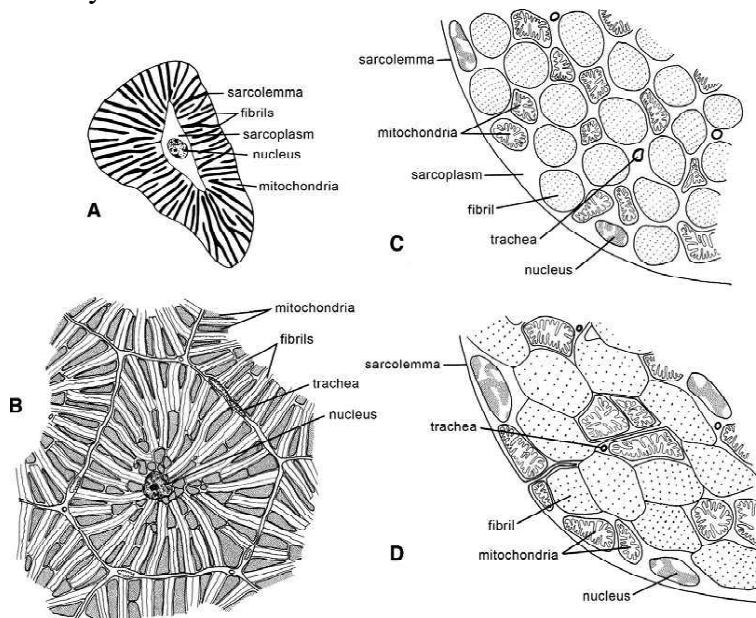 sarcolemma
fibrils
sarcoplasm
nucleus
mitochondria
A
mitochondria
fibrils
trachea
nucleus
B
sarcolemma
mitochondria
sarcoplasm
fibril
trachea
nucleus
C
sarcolemma
trachea
fibril
mitochondria
nucleus
D